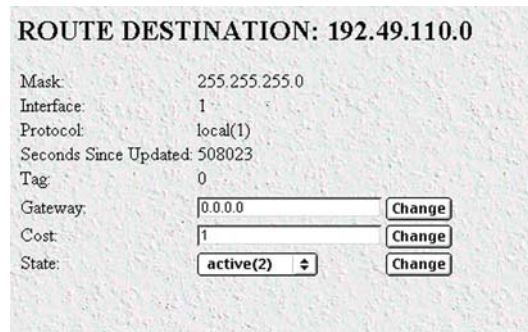 ROUTE DESTINATION: 192.49.110.0
Mask: 255.255.255.0
Interface: 1
Protocol: local(1)
Seconds Since Updated: 508023
Tag: 0
Gateway: 0.0.0.0 Change
Cost: 1 Change
State: active(2) Change